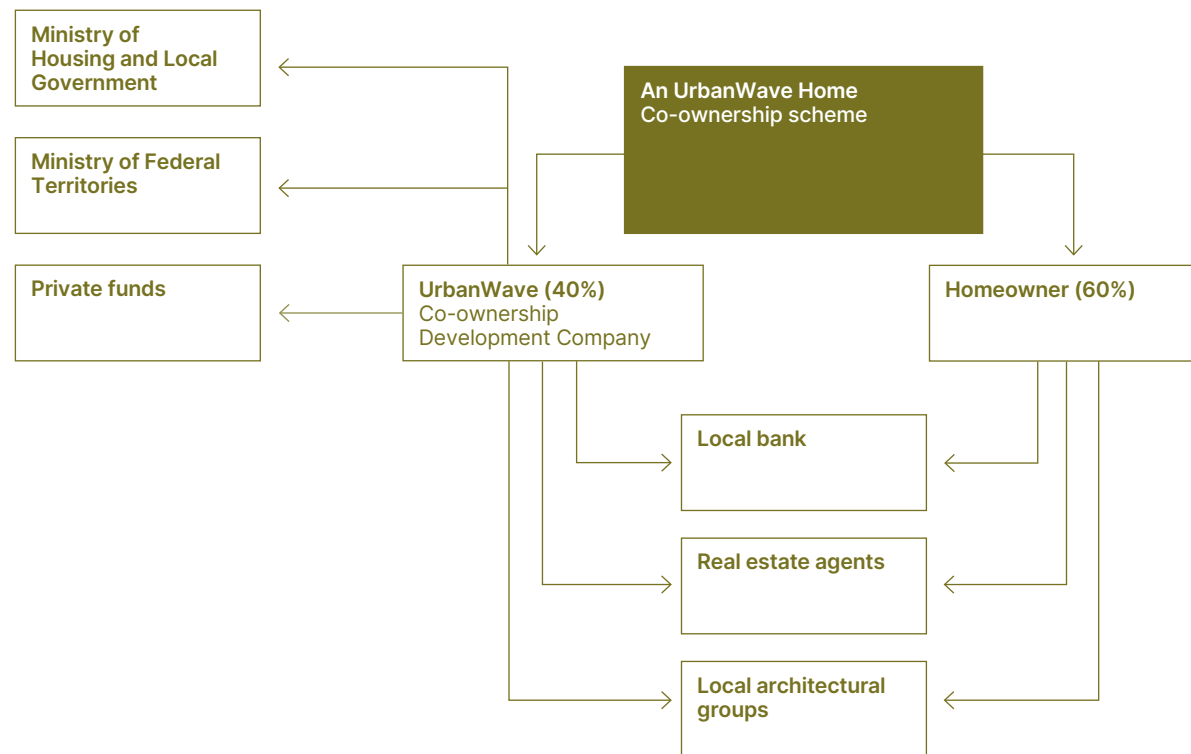 Ministry of
Housing and Local
Government
An UrbanWave Home
Co-ownership scheme
Ministry of Federal
Territories
Private funds
UrbanWave (40%)
Co-ownership
Development Company
Homeowner (60%)
Local bank
Real estate agents
Local architectural
groups